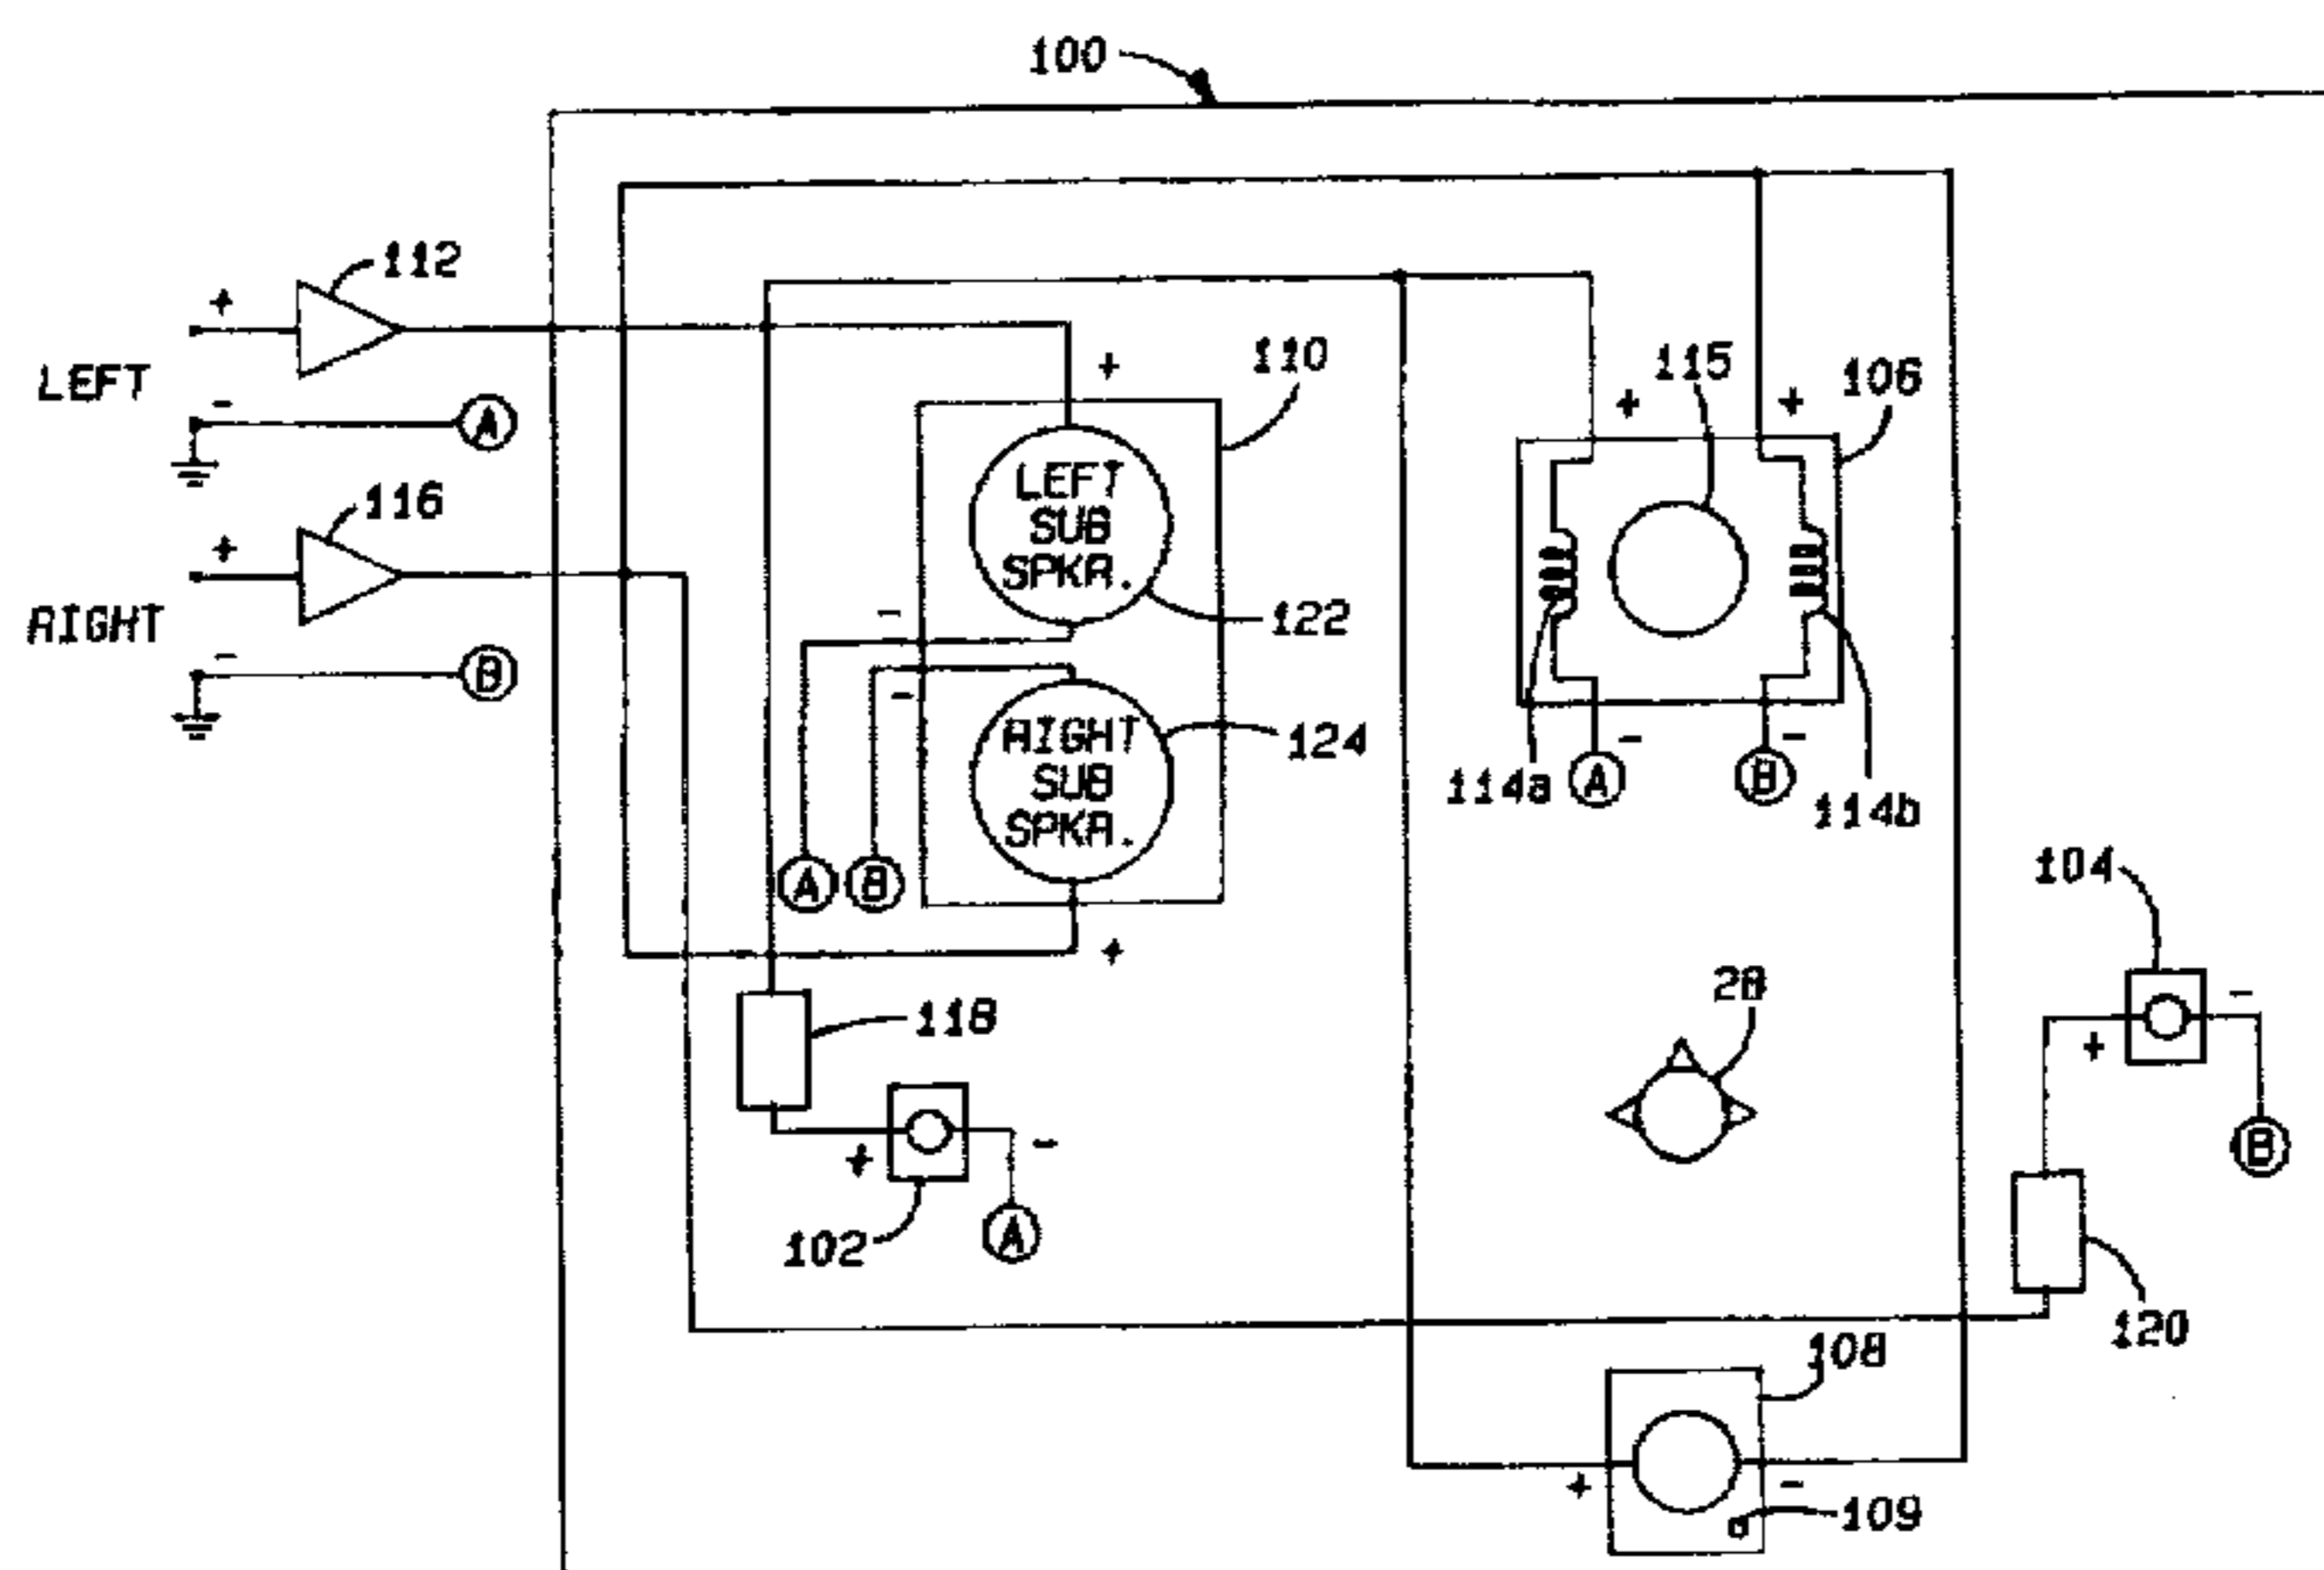 100
112
+
LEFT
-
A
116
+
RIGHT
-
B
+
110
LEFT
SUB
SPKR.
-
122
-
RIGHT
SUB
SPKR.
124
A B
+
118
+
-
102
A
115
106
+ +
- -
114a A B 114b
104
-
+
B
28
120
108
+ -
109